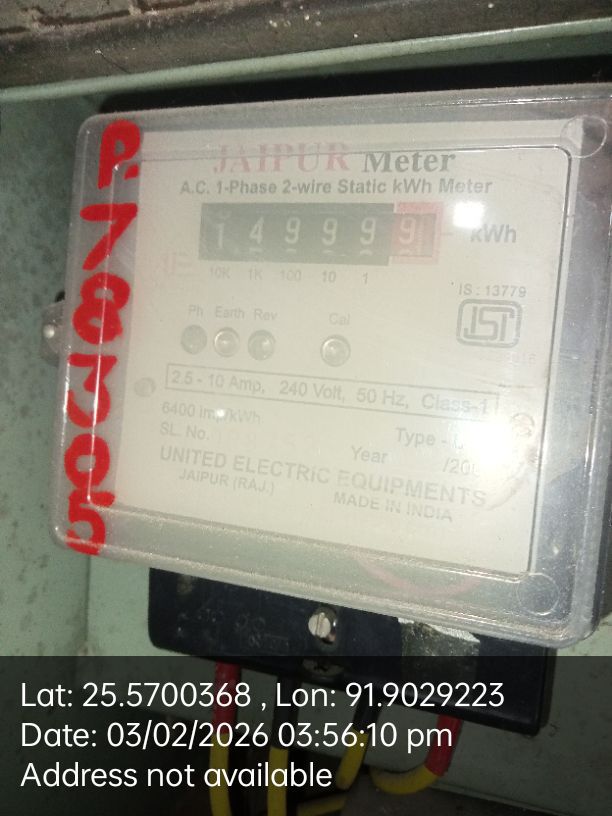 P.783055
JAIPUR Meter
A.C. 1-Phase 2-wire Static kWh Meter
1 4 9 9 9 9 kWh
10K 1K 100 10 1
IS : 13779
Ph Earth Rev Cal
ISI
2.5 - 10 Amp, 240 Volt, 50 Hz, Class-1
6400 imp/kWh
SL. No. Type -
Year /200
UNITED ELECTRIC EQUIPMENTS
JAIPUR (RAJ.) MADE IN INDIA
Lat: 25.5700368 , Lon: 91.9029223
Date: 03/02/2026 03:56:10 pm
Address not available